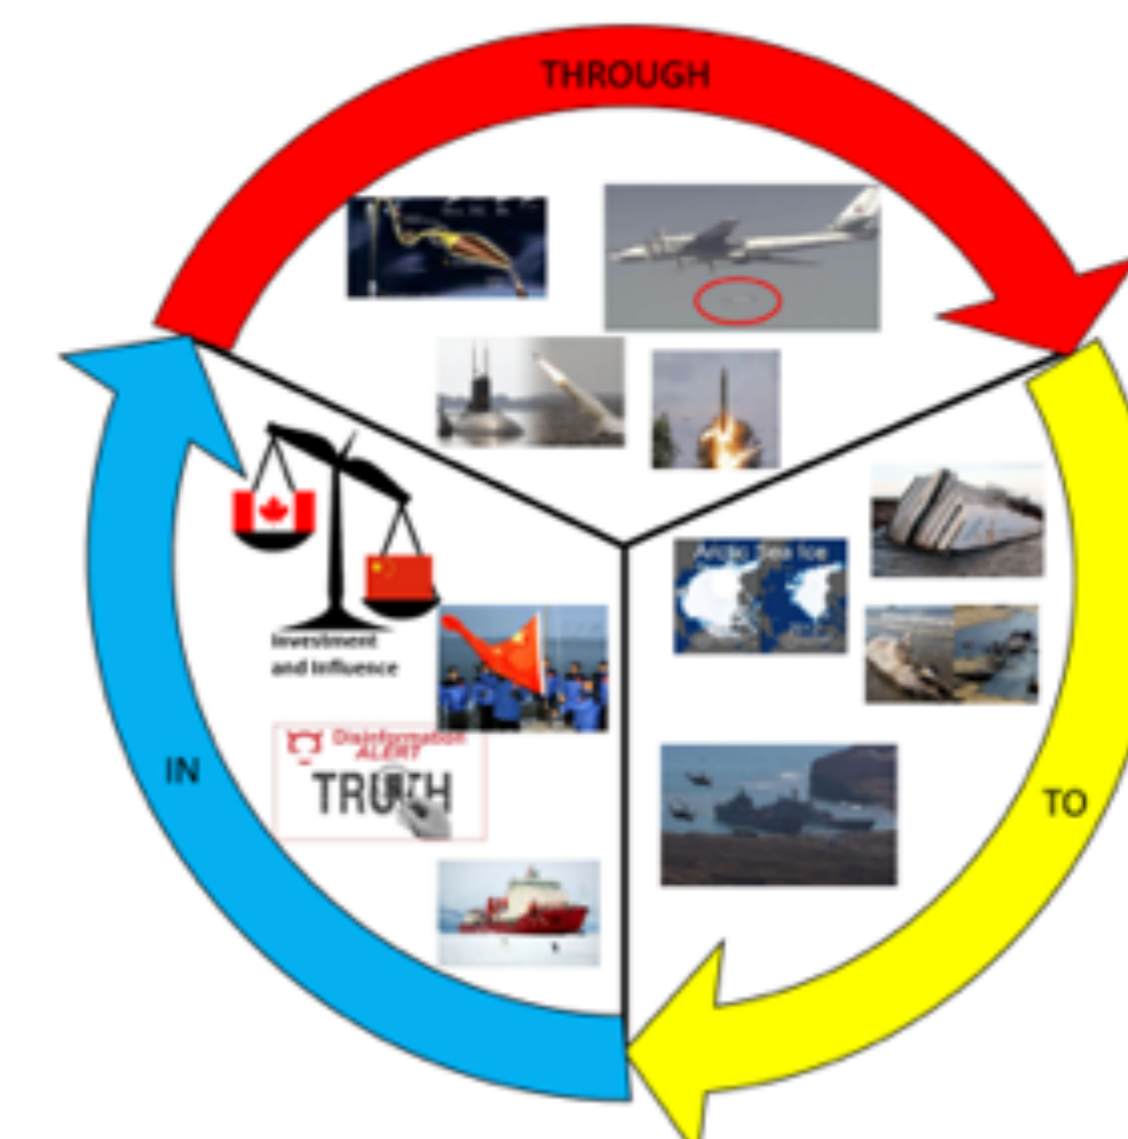 THROUGH
Arctic Sea Ice
Investment
and Influence
Disinformation
ALERT
TRUTH
IN
TO